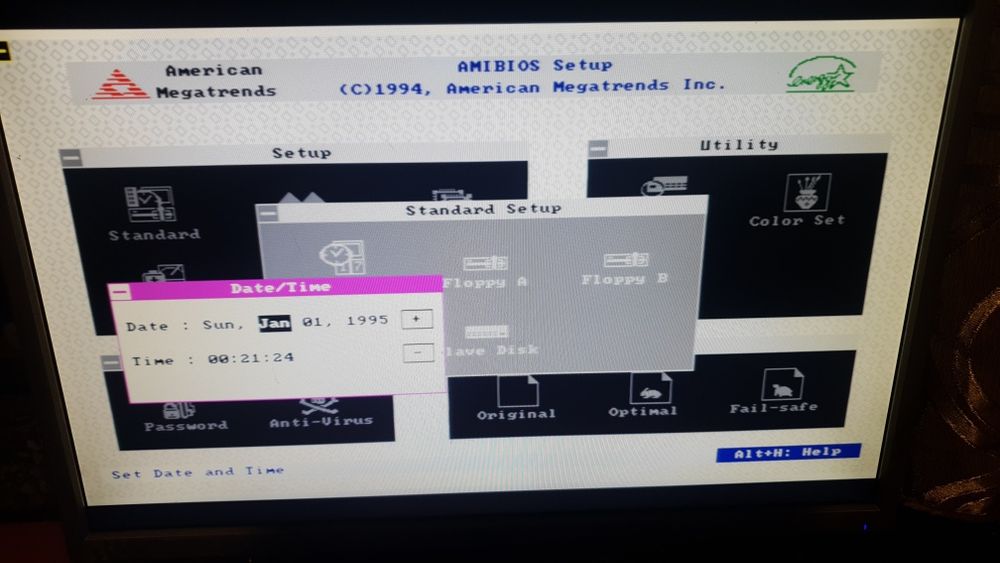 American
Megatrends
AMIBIOS Setup
(C)1994, American Megatrends Inc.
energy
Setup
Utility
Standard
Color Set
Standard Setup
Floppy A
Floppy B
Date/Time
Date : Sun, Jan 01, 1995 +
Time : 00:21:24 -
lave Disk
Password
Anti-Virus
Original
Optimal
Fail-safe
Set Date and Time
Alt+H: Help